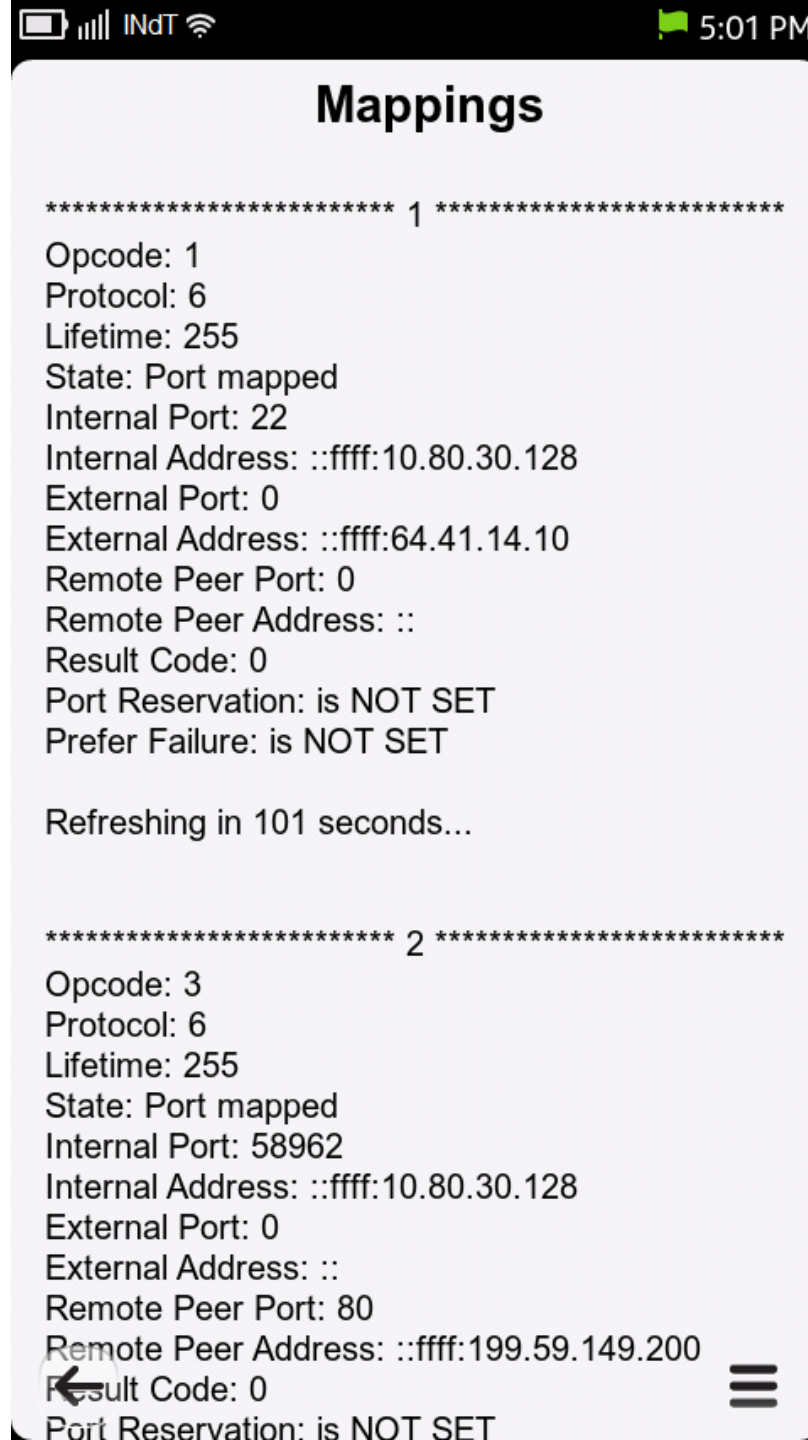 INdT 5:01 PM
Mappings
************************** 1 **************************
Opcode: 1
Protocol: 6
Lifetime: 255
State: Port mapped
Internal Port: 22
Internal Address: ::ffff:10.80.30.128
External Port: 0
External Address: ::ffff:64.41.14.10
Remote Peer Port: 0
Remote Peer Address: ::
Result Code: 0
Port Reservation: is NOT SET
Prefer Failure: is NOT SET
Refreshing in 101 seconds...
************************** 2 **************************
Opcode: 3
Protocol: 6
Lifetime: 255
State: Port mapped
Internal Port: 58962
Internal Address: ::ffff:10.80.30.128
External Port: 0
External Address: ::
Remote Peer Port: 80
Remote Peer Address: ::ffff:199.59.149.200
Result Code: 0
Port Reservation: is NOT SET